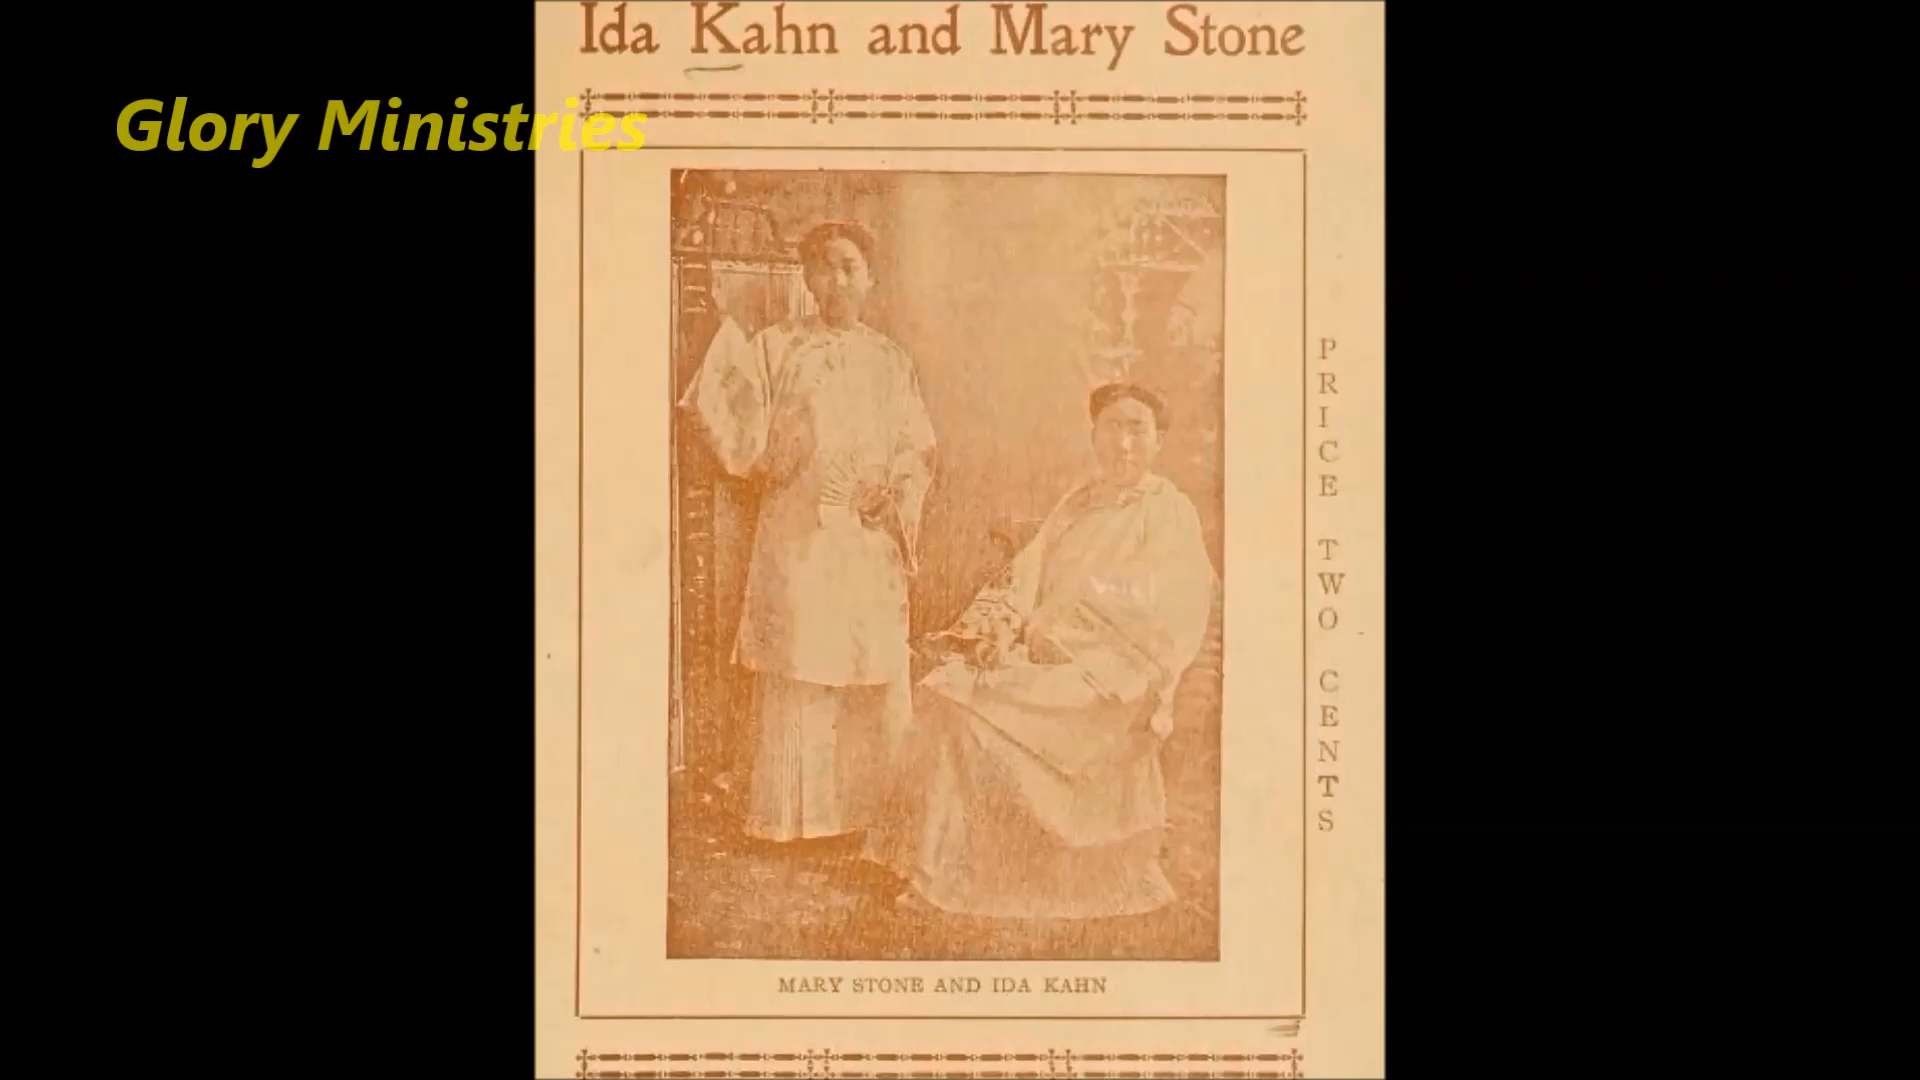 Ida Kahn and Mary Stone
Glory Ministries
PRICE TWO CENTS
MARY STONE AND IDA KAHN